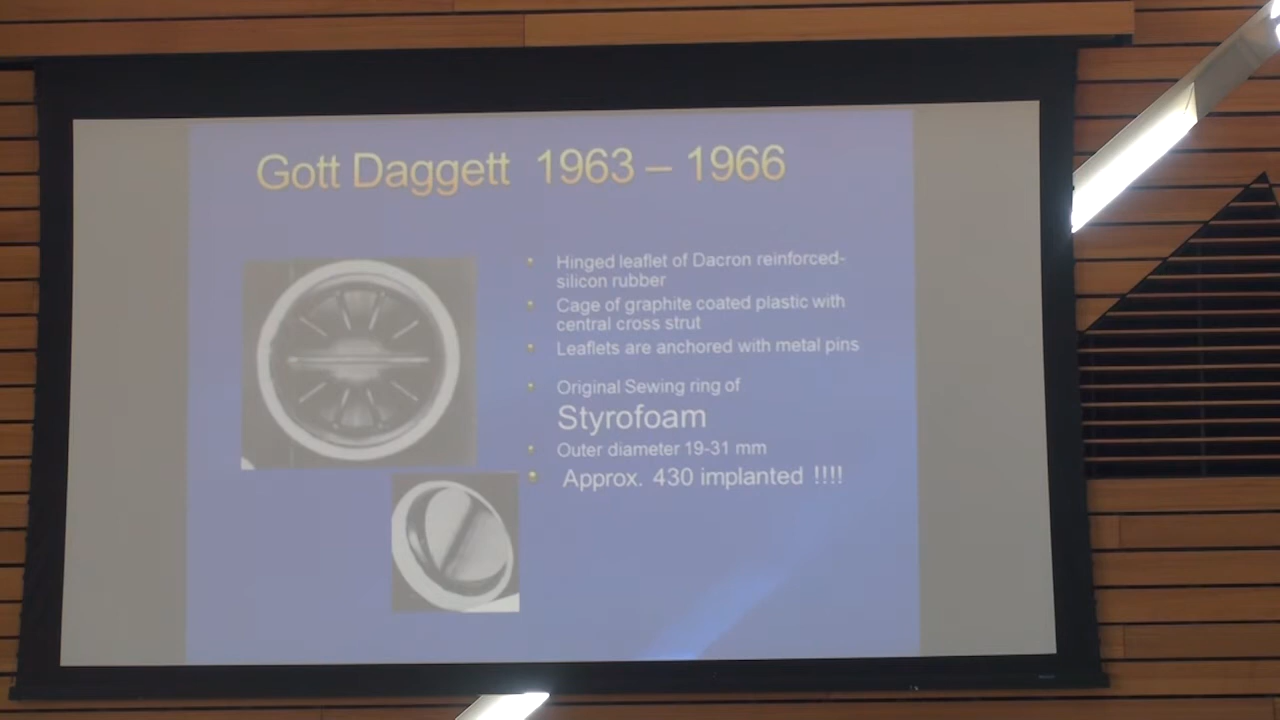 Gott Daggett 1963 – 1966
Hinged leaflet of Dacron reinforced-
silicon rubber
Cage of graphite coated plastic with
central cross strut
Leaflets are anchored with metal pins
Original Sewing ring of
Styrofoam
Outer diameter 19-31 mm
Approx. 430 implanted !!!!